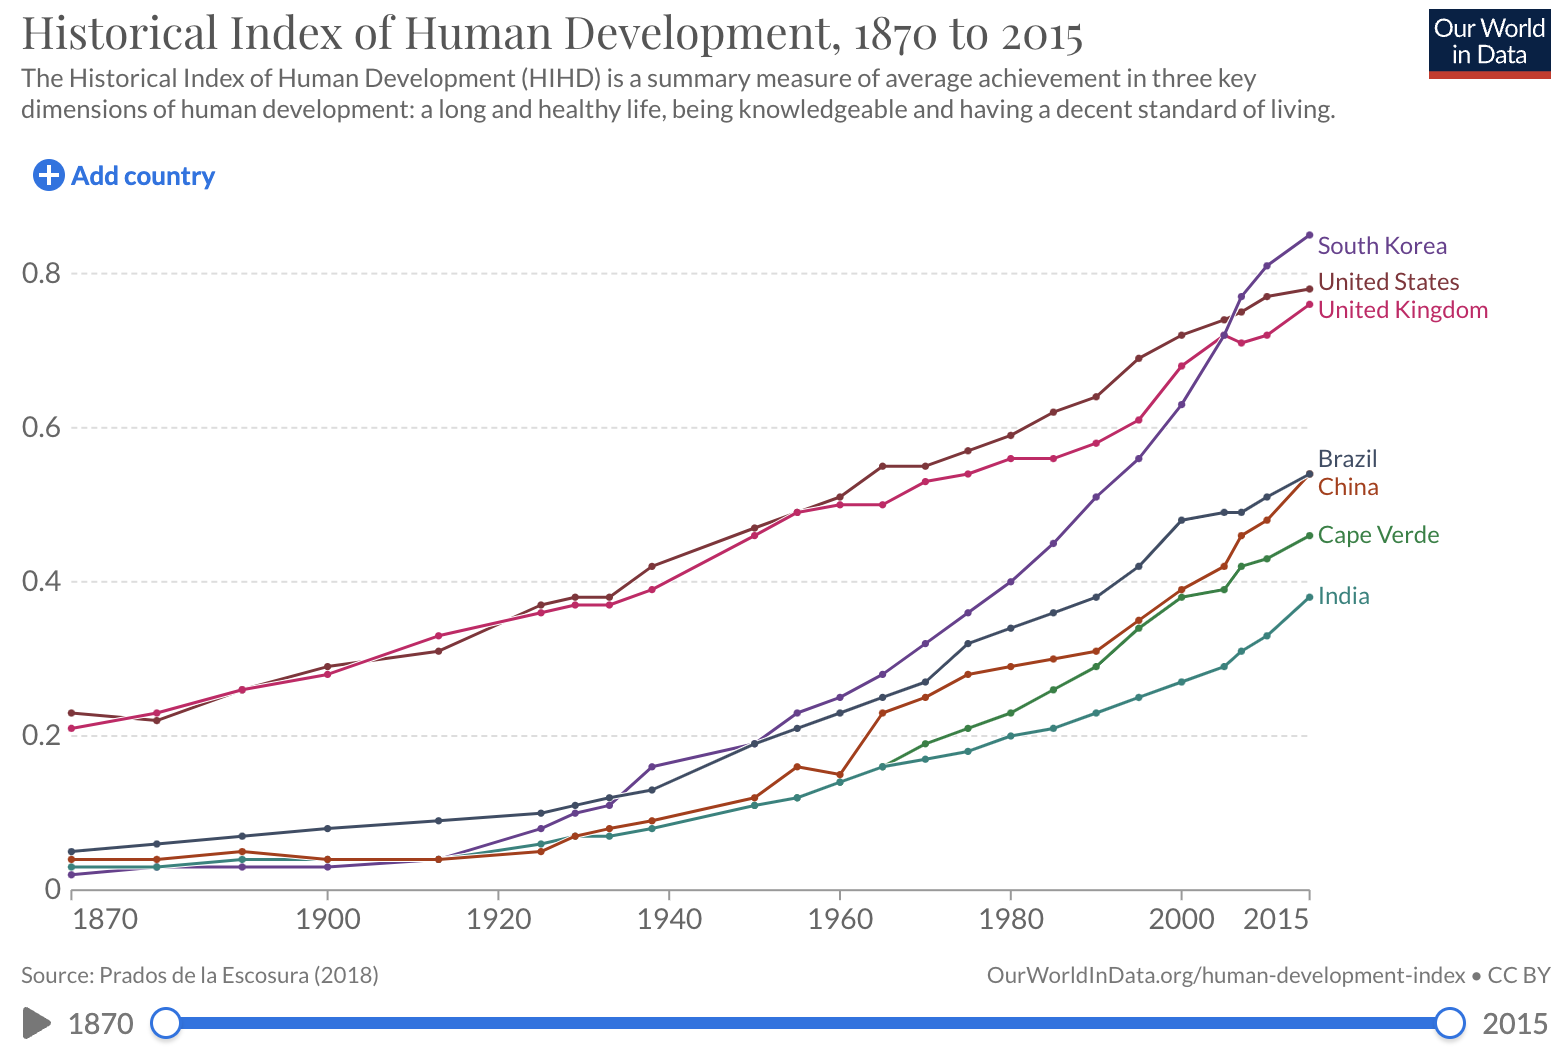 Historical Index of Human Development, 1870 to 2015
Our World
in Data
The Historical Index of Human Development (HIHD) is a summary measure of average achievement in three key
dimensions of human development: a long and healthy life, being knowledgeable and having a decent standard of living.
Add country
South Korea
0.8
United States
United Kingdom
0.6
Brazil
China
Cape Verde
0.4
India
0.2
0
1870 1900 1920 1940 1960 1980 2000 2015
Source: Prados de la Escosura (2018)
OurWorldInData.org/human-development-index • CC BY
1870 2015